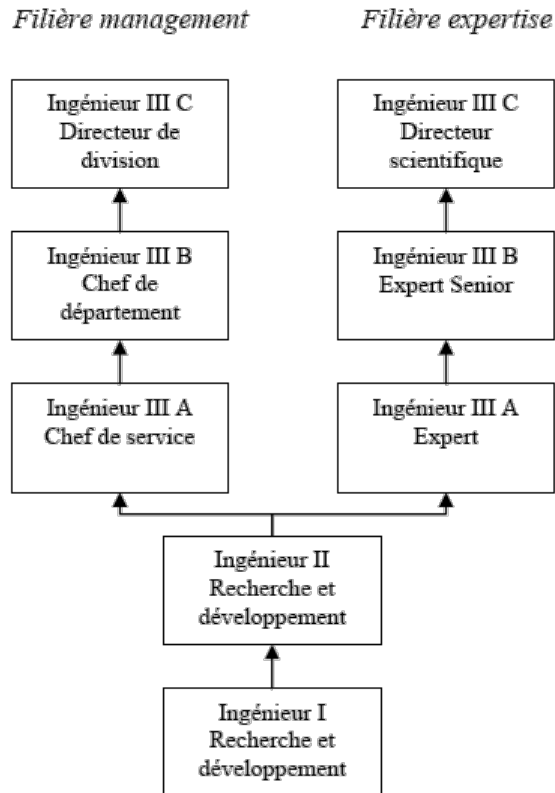 Filière management
Filière expertise
Ingénieur III C
Directeur de
division
Ingénieur III C
Directeur
scientifique
Ingénieur III B
Chef de
département
Ingénieur III B
Expert Senior
Ingénieur III A
Chef de service
Ingénieur III A
Expert
Ingénieur II
Recherche et
développement
Ingénieur I
Recherche et
développement